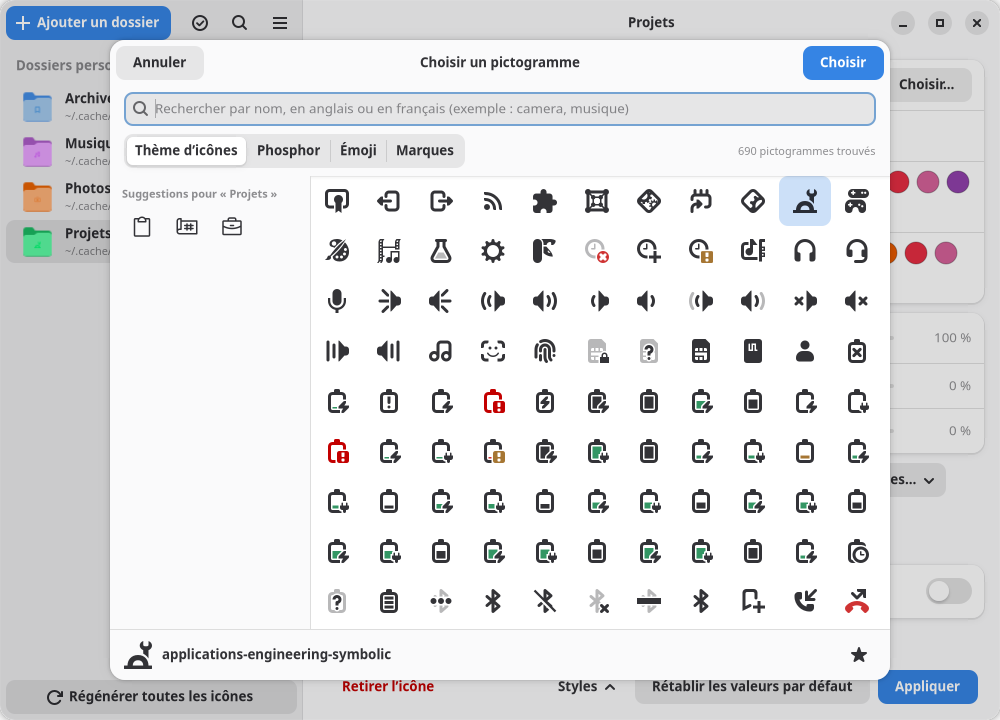 Ajouter un dossier
Projets
Dossiers perso
Annuler
Choisir un pictogramme
Choisir
Choisir...
Rechercher par nom, en anglais ou en français (exemple : camera, musique)
Archive
~/.cache/
Musiqu
~/.cache/
Thème d'icônes
Phosphor
Émoji
Marques
690 pictogrammes trouvés
Photos
~/.cache/
Suggestions pour « Projets »
Projets
~/.cache/
100 %
0 %
0 %
es...
applications-engineering-symbolic
Régénérer toutes les icônes
Retirer l'icône
Styles
Rétablir les valeurs par défaut
Appliquer